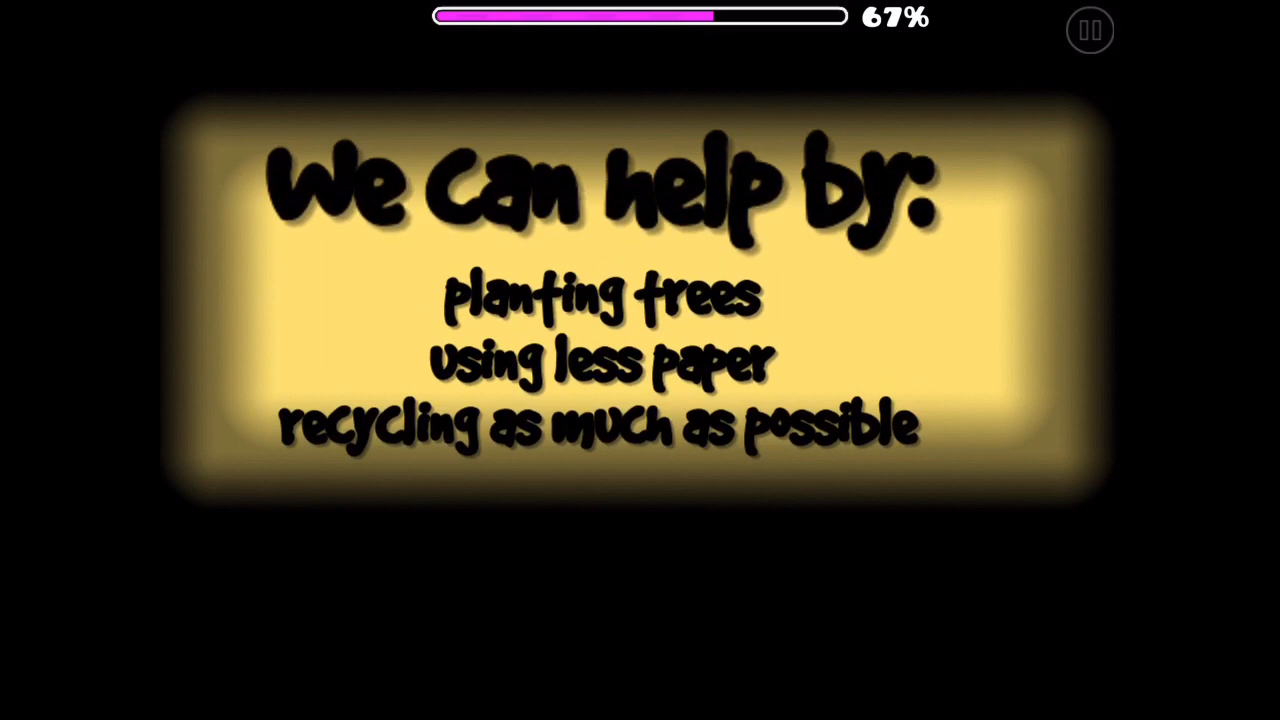 67%
We Can help by:
planting trees
using less paper
recycling as much as possible